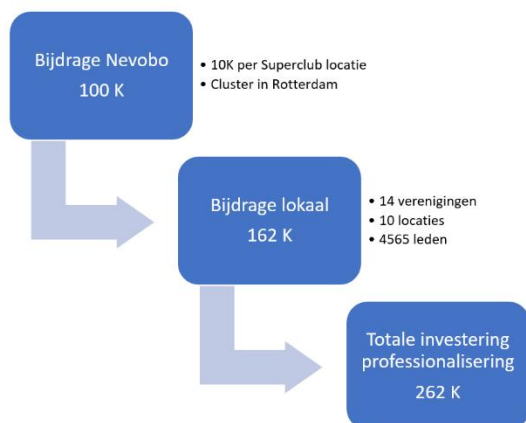 Bijdrage Nevobo
100 K
• 10K per Superclub locatie
• Cluster in Rotterdam
Bijdrage lokaal
162 K
• 14 verenigingen
• 10 locaties
• 4565 leden
Totale investering
professionalisering
262 K